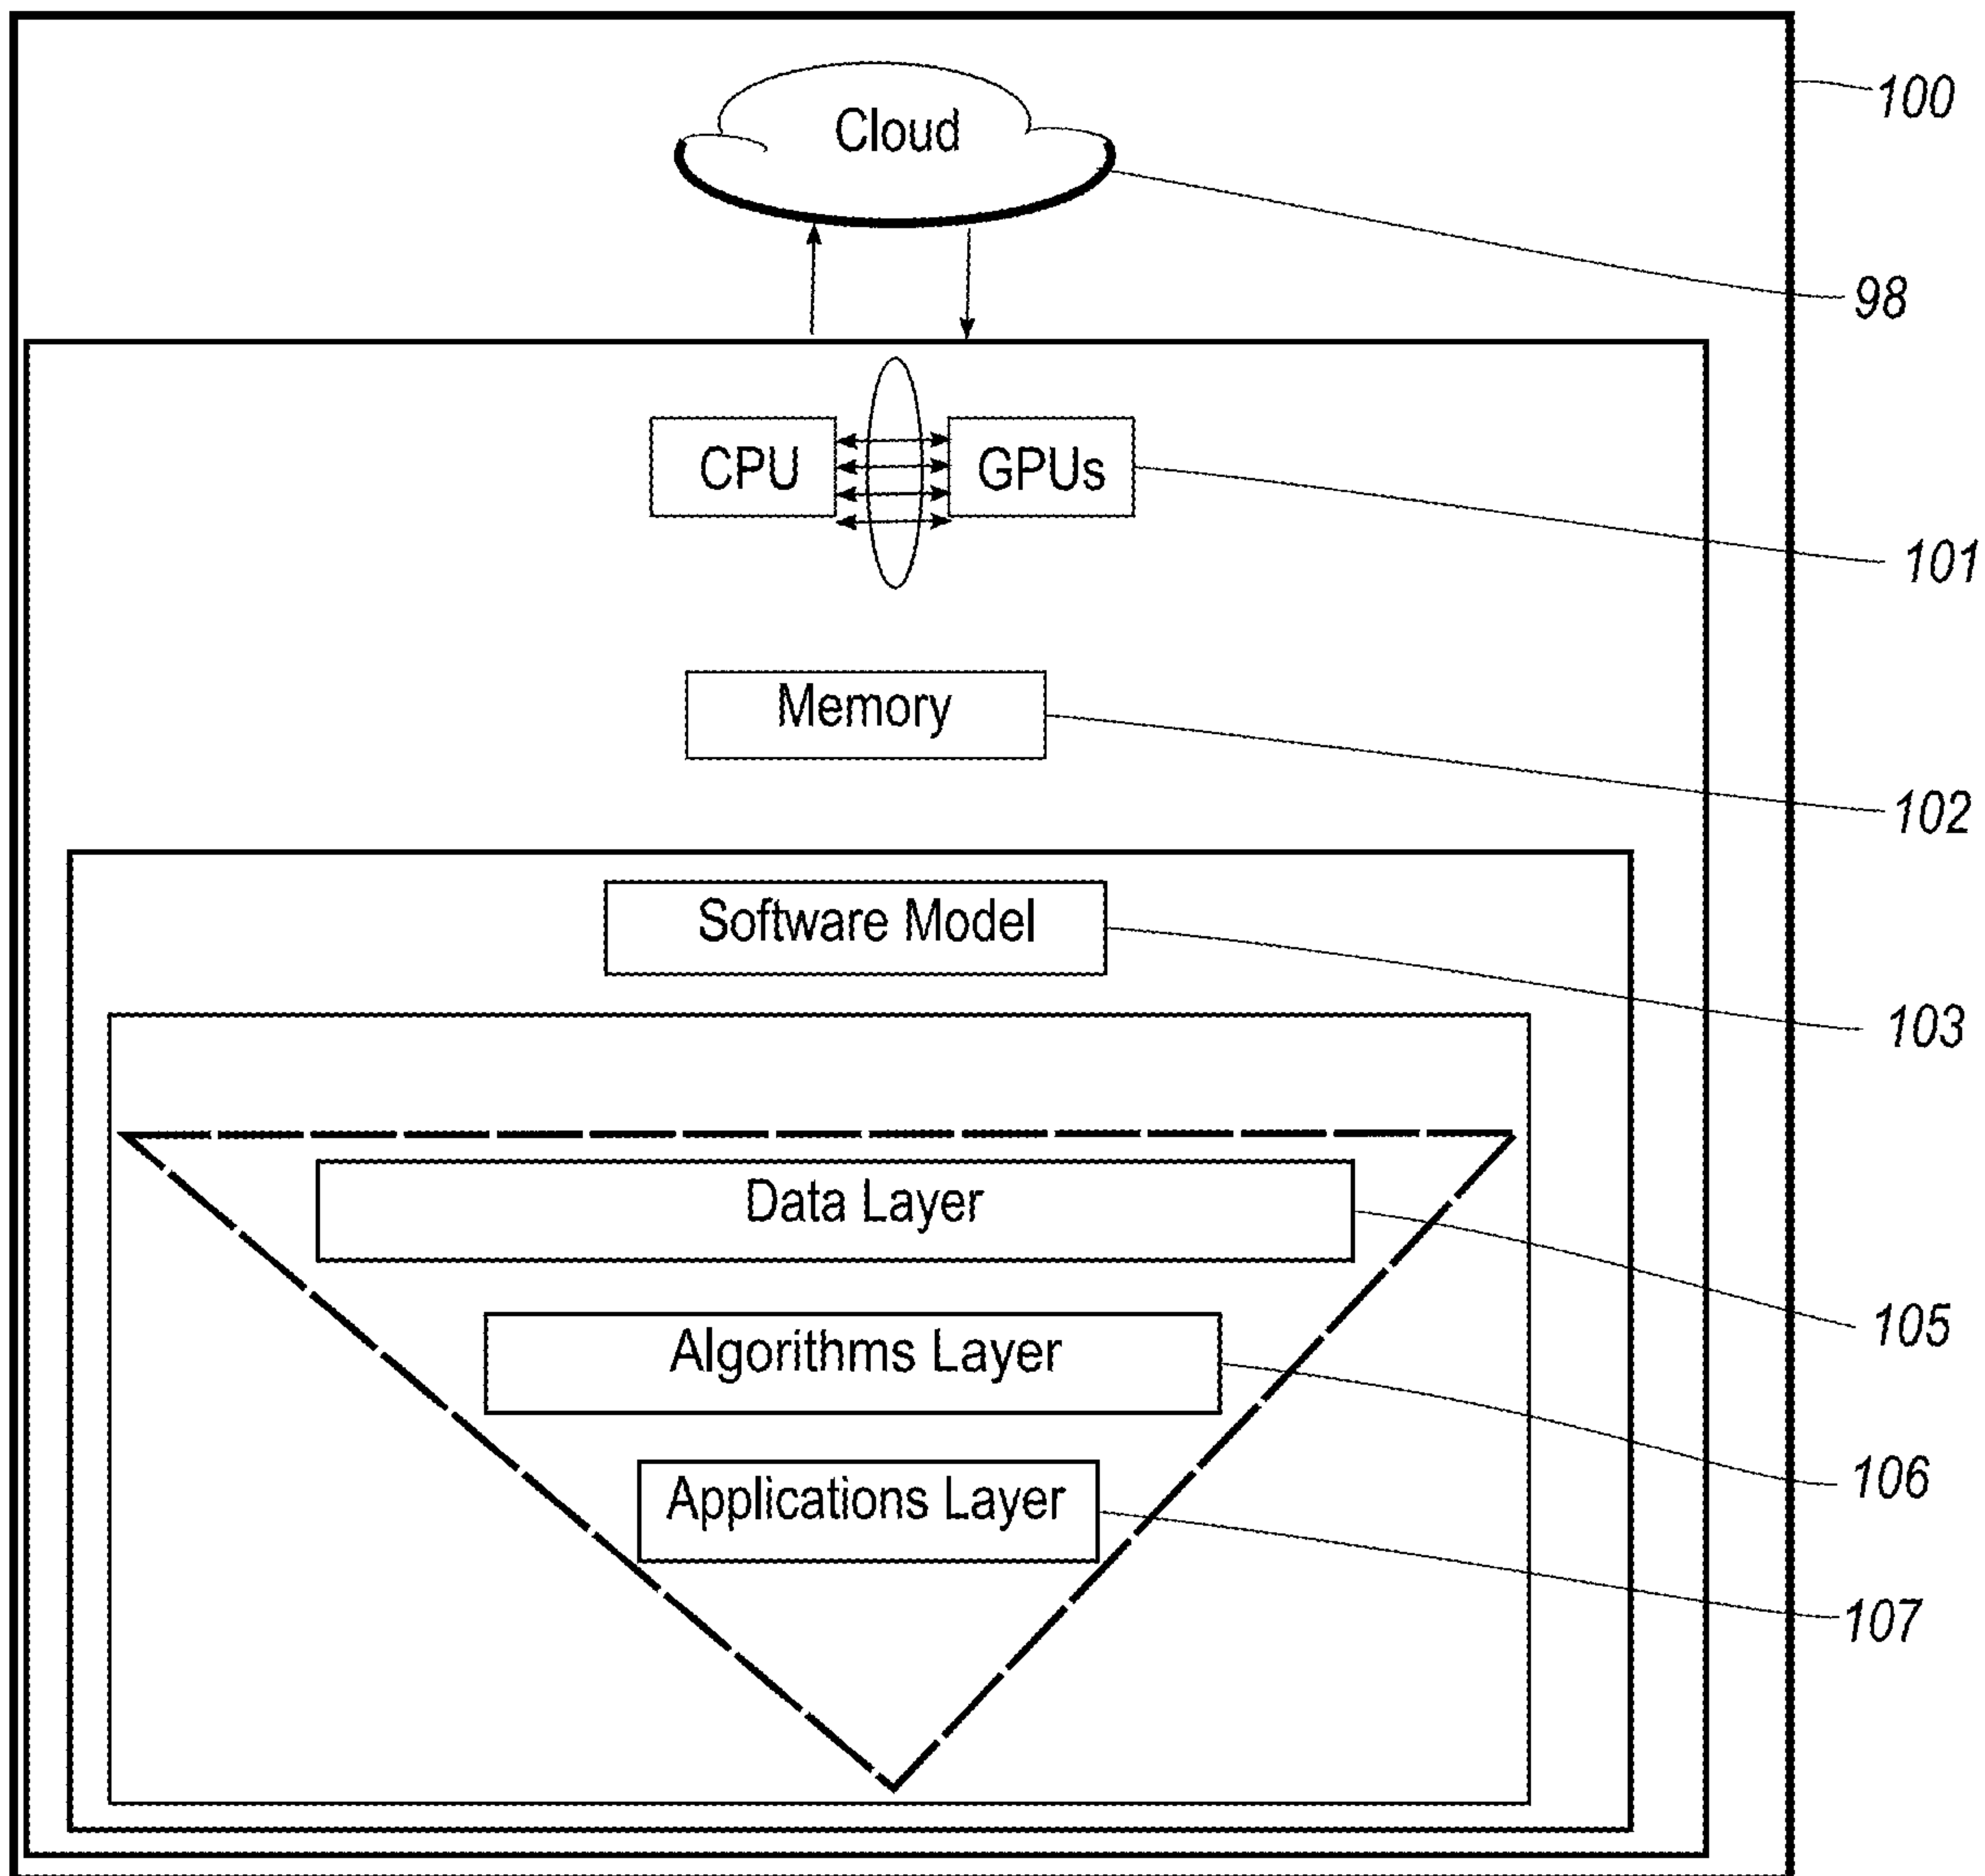 100
Cloud
98
CPU
GPUs
101
Memory
102
Software Model
103
Data Layer
105
Algorithms Layer
106
Applications Layer
107